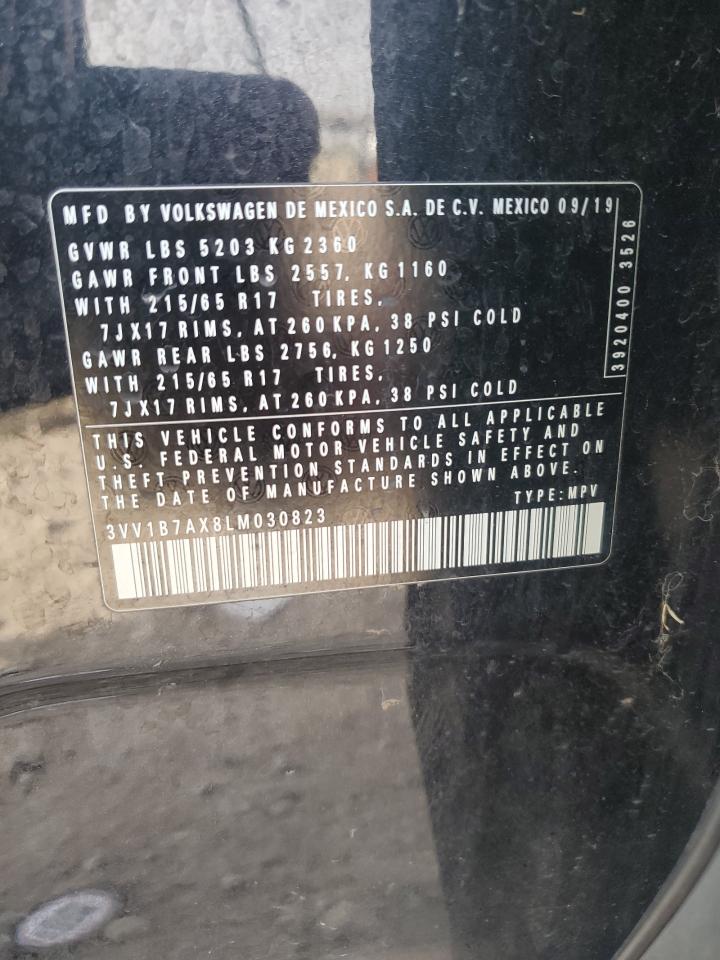 MFD BY VOLKSWAGEN DE MEXICO S.A. DE C.V. MEXICO 09/19
GVWR LBS 5203 KG 2360
GAWR FRONT LBS 2557, KG 1160
WITH 215/65 R17 TIRES,
7JX17 RIMS, AT 260 KPA, 38 PSI COLD
GAWR REAR LBS 2756, KG 1250
WITH 215/65 R17 TIRES,
7JX17 RIMS, AT 260 KPA, 38 PSI COLD
3920400 3526
THIS VEHICLE CONFORMS TO ALL APPLICABLE
U.S. FEDERAL MOTOR VEHICLE SAFETY AND
THEFT PREVENTION STANDARDS IN EFFECT ON
THE DATE OF MANUFACTURE SHOWN ABOVE.
TYPE:MPV
3VV1B7AX8LM030823